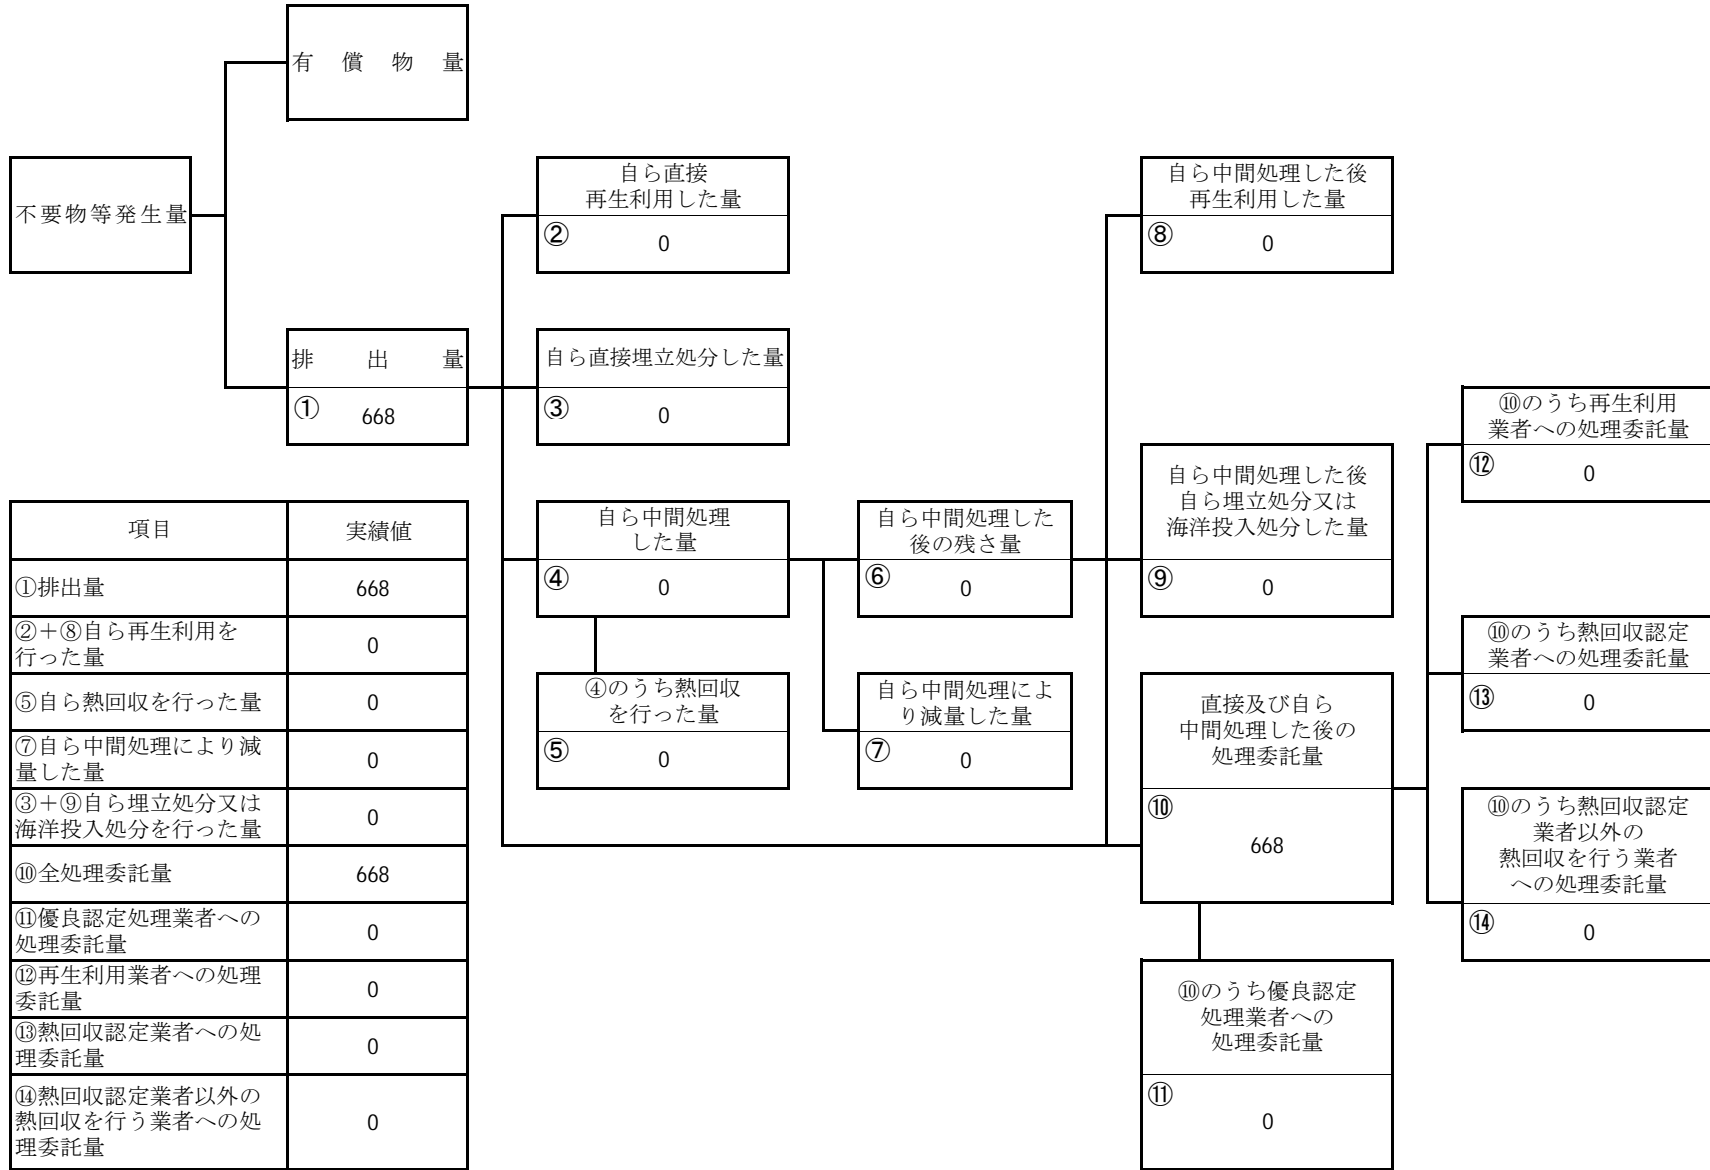 有償物量
不要物等発生量
排出量
① 668
自ら直接
再生利用した量
② 0
自ら直接埋立処分した量
③ 0
自ら中間処理
した量
④ 0
④のうち熱回収
を行った量
⑤ 0
自ら中間処理した
後の残さ量
⑥ 0
自ら中間処理によ
り減量した量
⑦ 0
自ら中間処理した後
再生利用した量
⑧ 0
自ら中間処理した後
自ら埋立処分又は
海洋投入処分した量
⑨ 0
直接及び自ら
中間処理した後の
処理委託量
⑩
668
⑩のうち優良認定
処理業者への
処理委託量
⑪
0
⑩のうち再生利用
業者への処理委託量
⑫ 0
⑩のうち熱回収認定
業者への処理委託量
⑬ 0
⑩のうち熱回収認定
業者以外の
熱回収を行う業者
への処理委託量
⑭ 0
項目 実績値
①排出量 668
②+⑧自ら再生利用を
行った量 0
⑤自ら熱回収を行った量 0
⑦自ら中間処理により減
量した量 0
③+⑨自ら埋立処分又は
海洋投入処分を行った量 0
⑩全処理委託量 668
⑪優良認定処理業者への
処理委託量 0
⑫再生利用業者への処理
委託量 0
⑬熱回収認定業者への処
理委託量 0
⑭熱回収認定業者以外の
熱回収を行う業者への処
理委託量 0